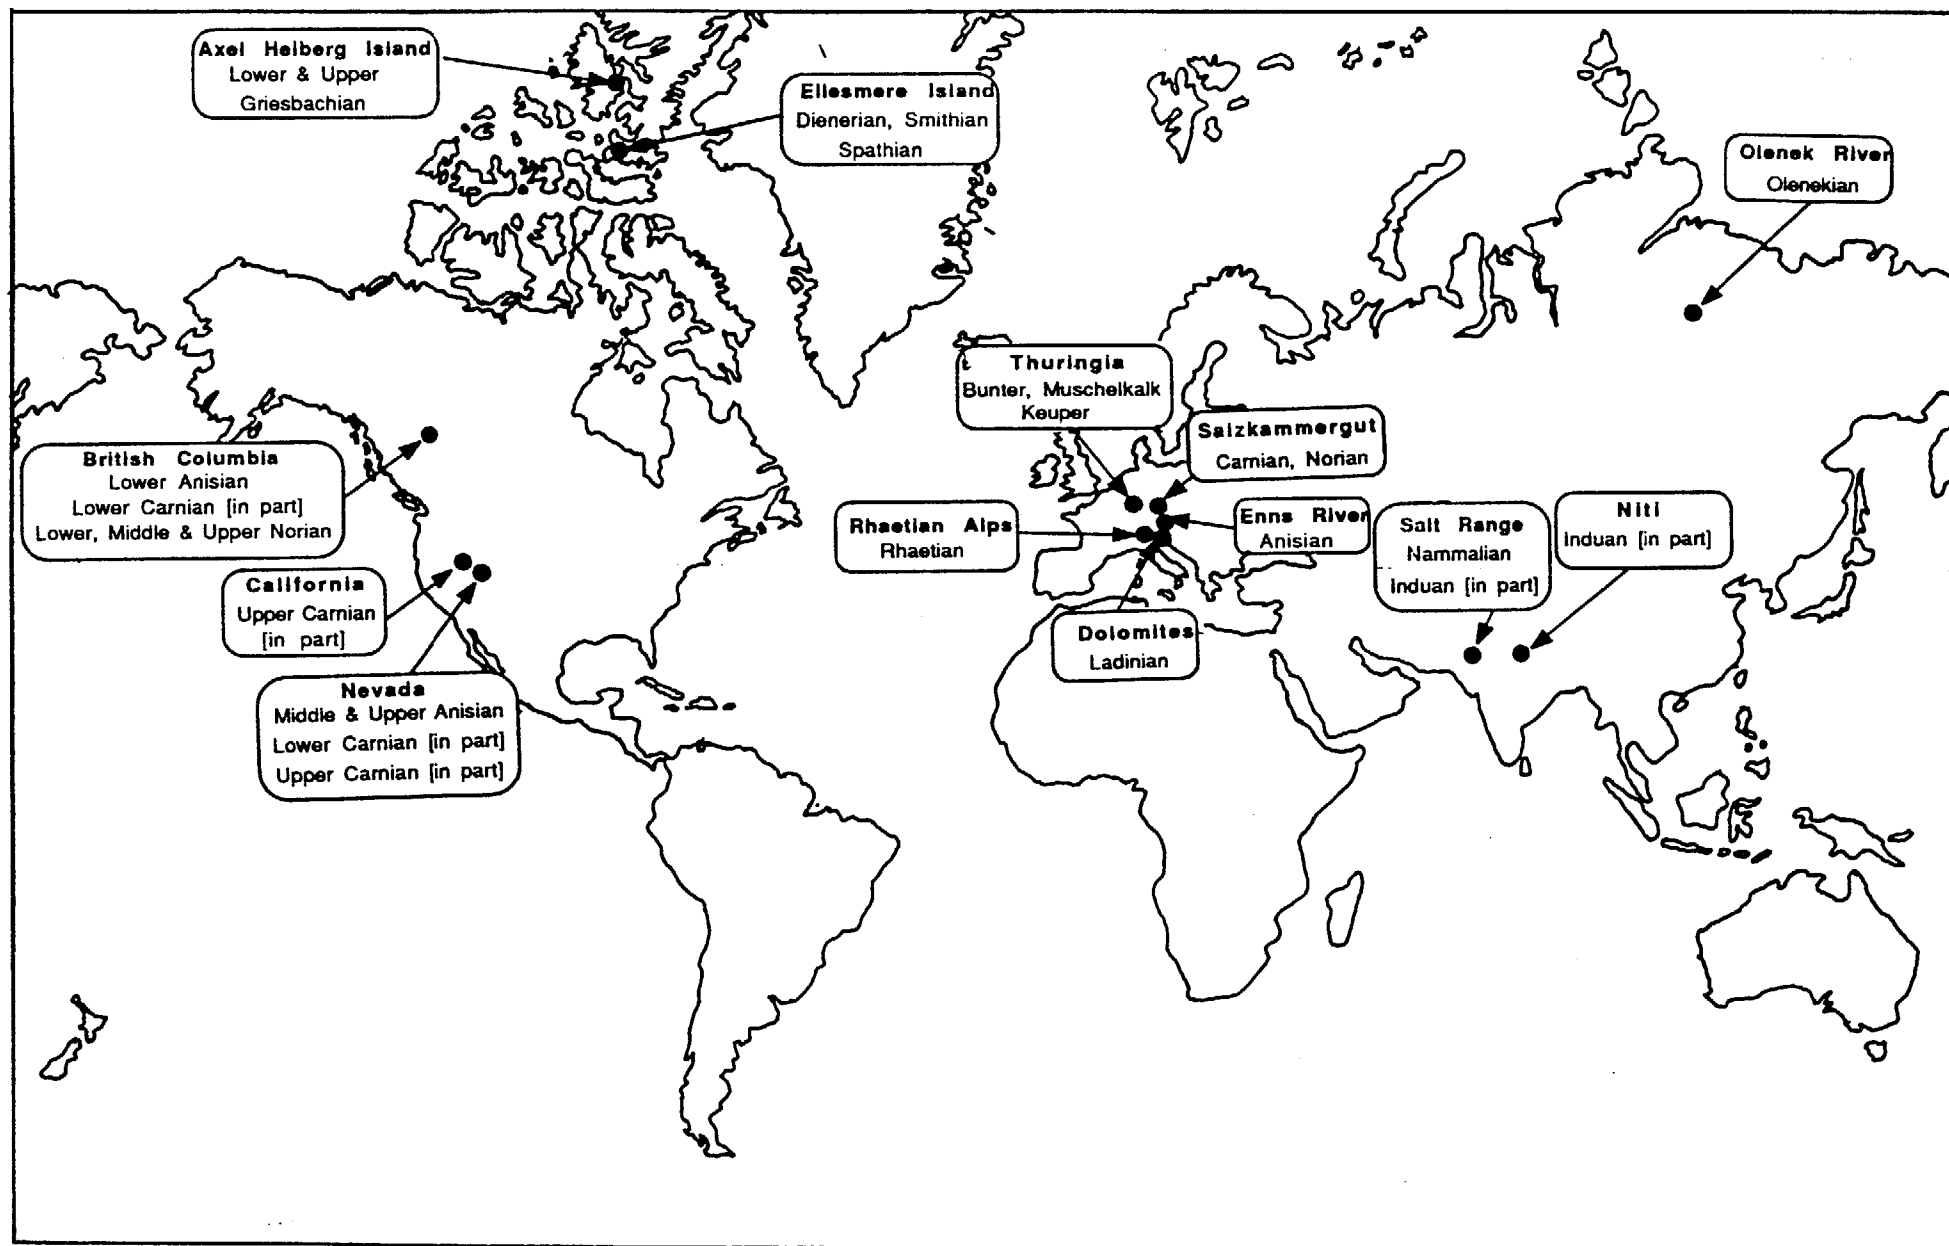 Axel Heiberg Island
Lower & Upper
Griesbachian
Ellesmere Island
Dienerian, Smithian
Spathian
Olenek River
Olenekian
Thuringia
Bunter, Muschelkalk
Keuper
Salzkammergut
Carnian, Norian
British Columbia
Lower Anisian
Lower Carnian [in part]
Lower, Middle & Upper Norian
Rhaetian Alps
Rhaetian
Enns River
Anisian
Salt Range
Nammalian
Induan [in part]
Niti
Induan [in part]
California
Upper Carnian
[in part]
Dolomites
Ladinian
Nevada
Middle & Upper Anisian
Lower Carnian [in part]
Upper Carnian [in part]